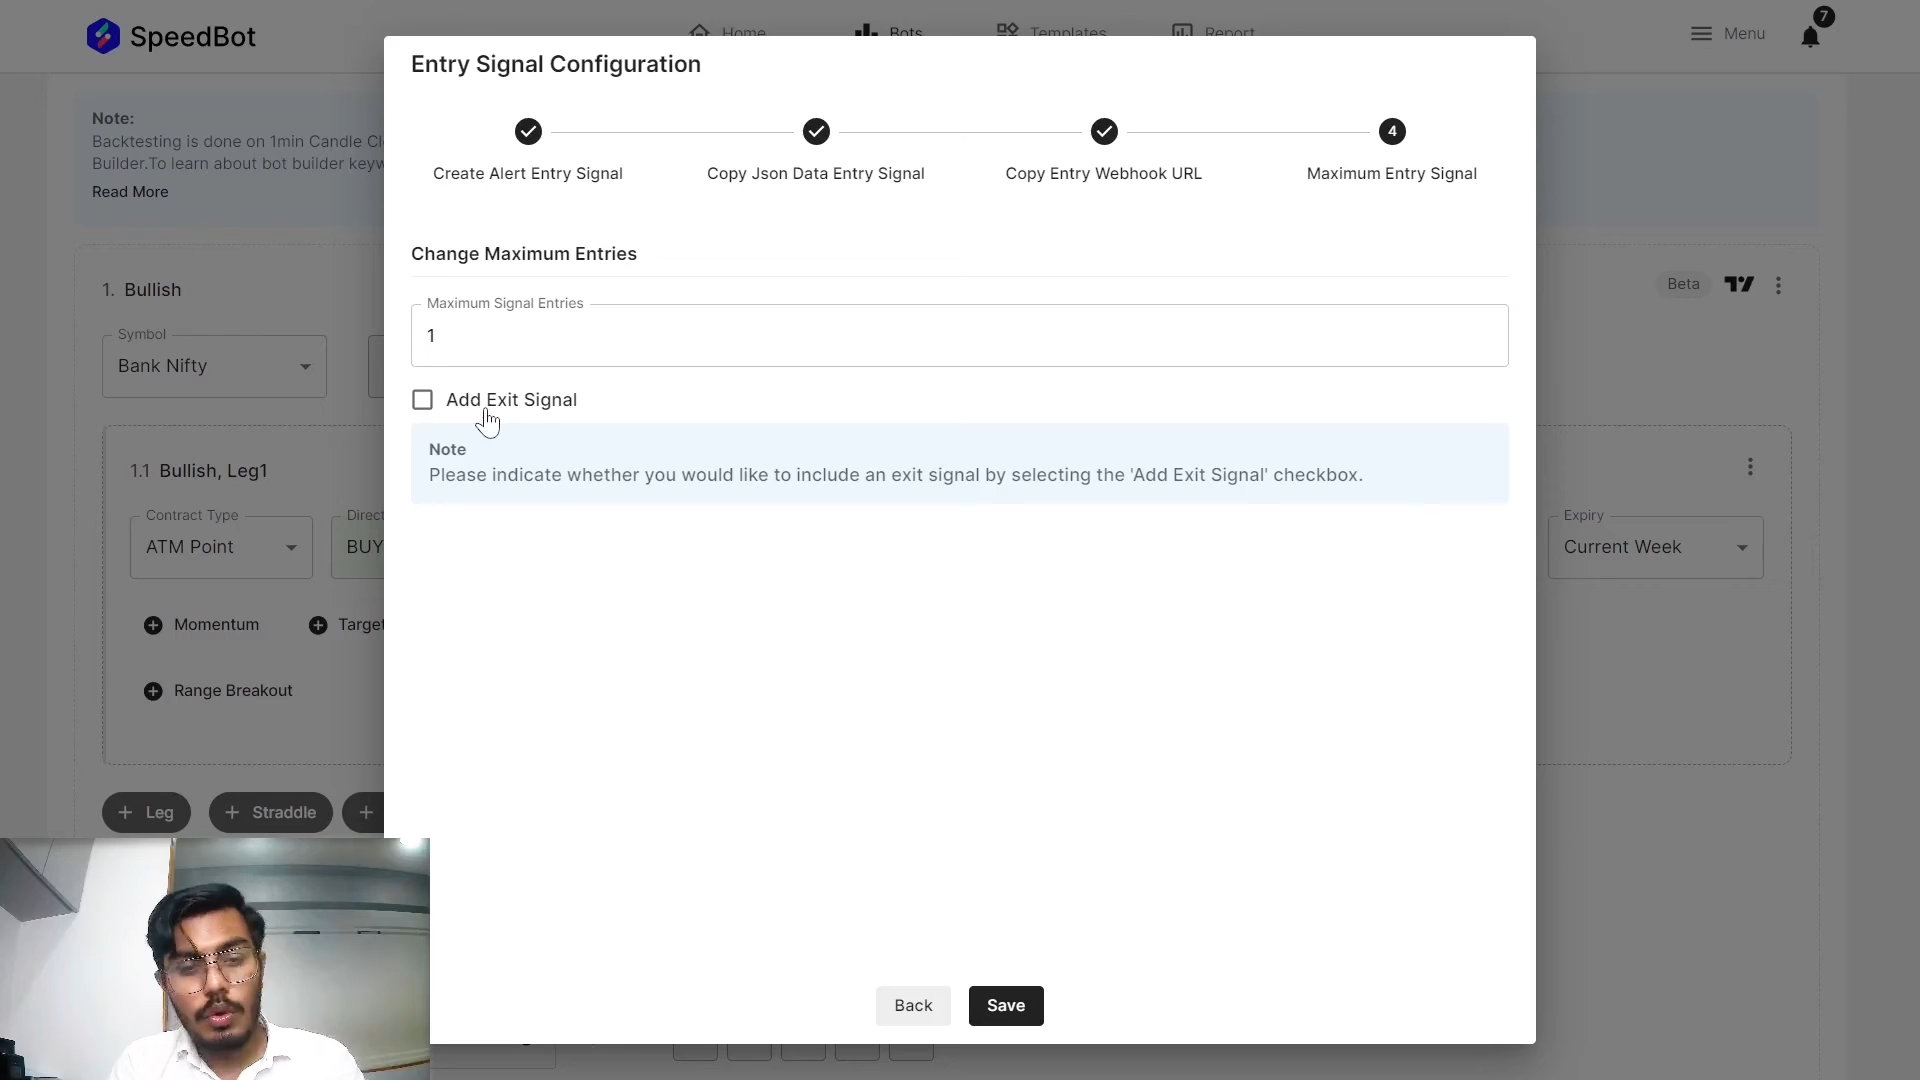 SpeedBot
Home
Bots
Templates
Report
Menu
7
Entry Signal Configuration
4
Create Alert Entry Signal
Copy Json Data Entry Signal
Copy Entry Webhook URL
Maximum Entry Signal
Note:
Backtesting is done on 1min Candle Cl
Builder.To learn about bot builder keyw
Read More
Change Maximum Entries
Maximum Signal Entries
1
Add Exit Signal
Note
Please indicate whether you would like to include an exit signal by selecting the 'Add Exit Signal' checkbox.
1. Bullish
Beta
Symbol
Bank Nifty
1.1 Bullish, Leg1
Contract Type
ATM Point
Direct
BUY
Expiry
Current Week
Momentum
Target
Range Breakout
+ Leg
+ Straddle
+
Back
Save